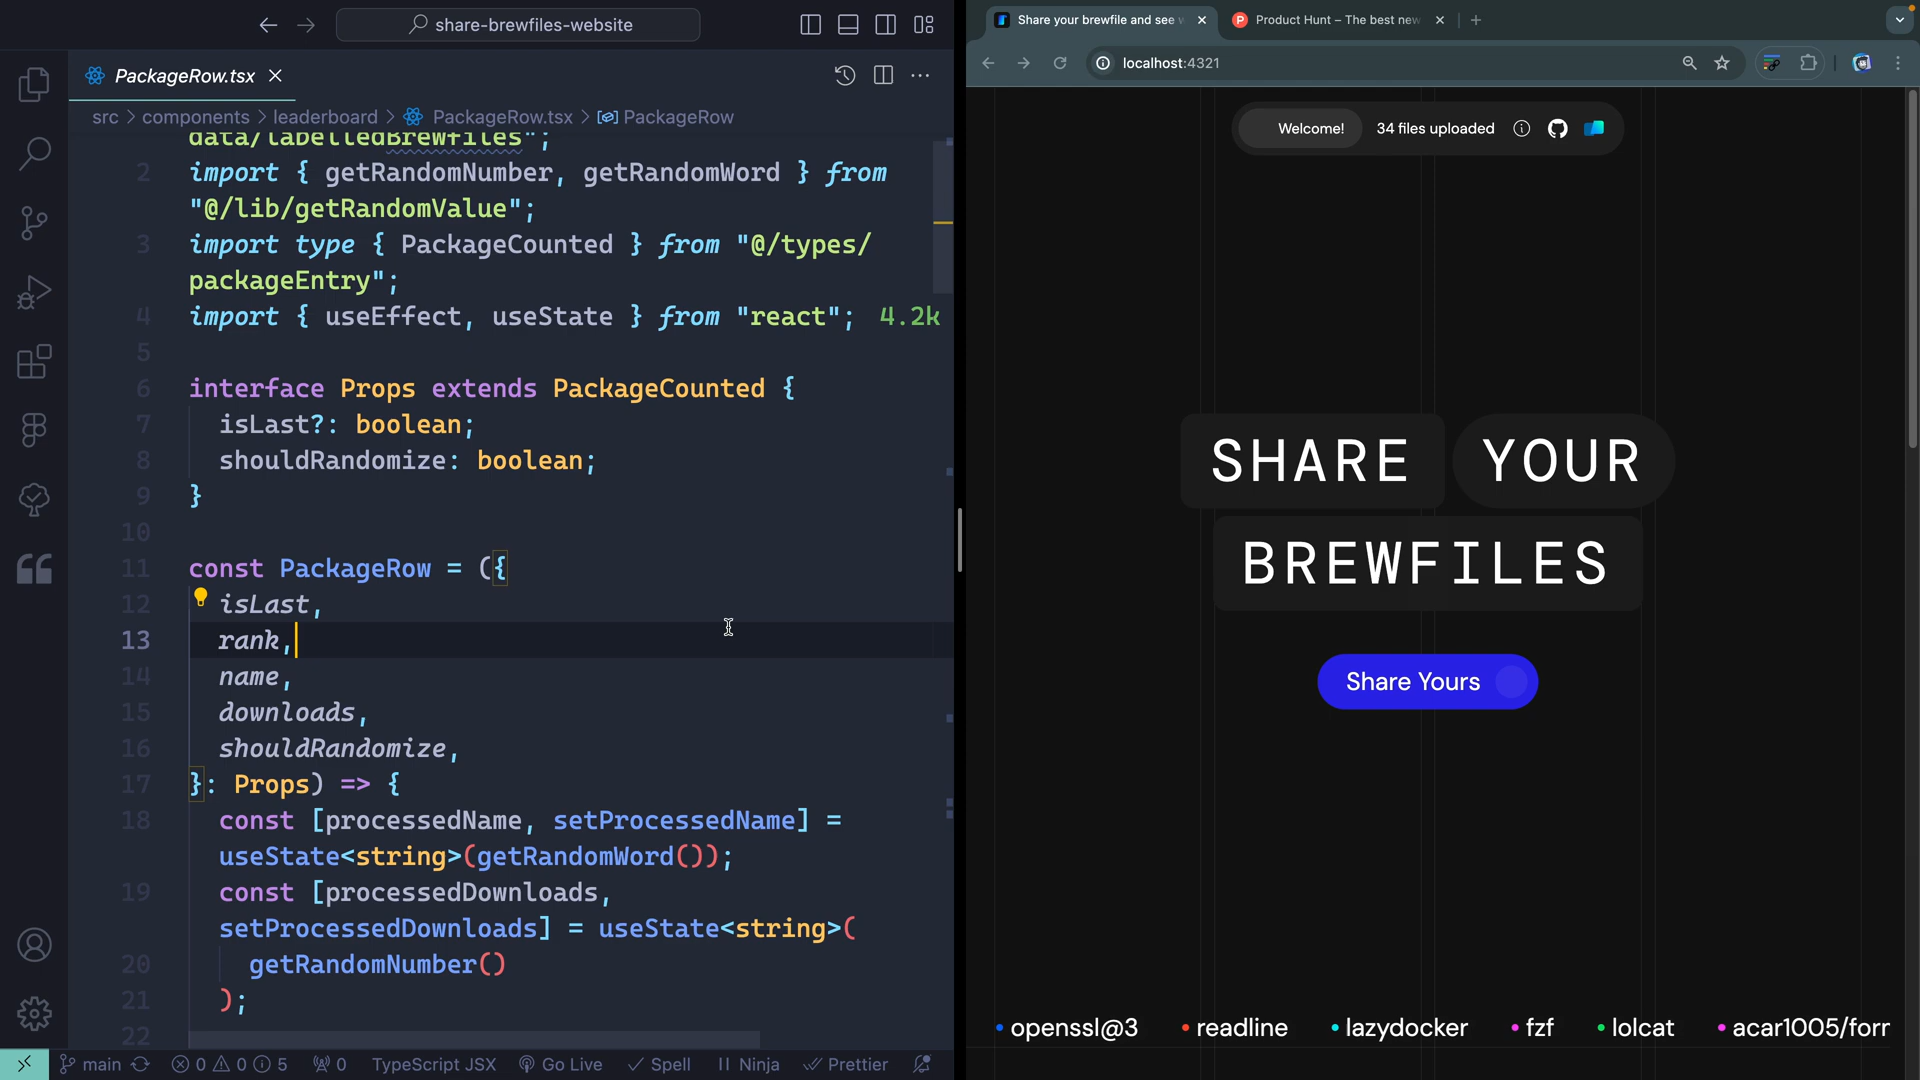 share-brewfiles-website
PackageRow.tsx
src > components > leaderboard > PackageRow.tsx > PackageRow
data/labelledBrewfiles";
2 import { getRandomNumber, getRandomWord } from
"@/lib/getRandomValue";
3 import type { PackageCounted } from "@/types/
packageEntry";
4 import { useEffect, useState } from "react"; 4.2k
5
6 interface Props extends PackageCounted {
7 isLast?: boolean;
8 shouldRandomize: boolean;
9 }
10
11 const PackageRow = ({
12 isLast,
13 rank,
14 name,
15 downloads,
16 shouldRandomize,
17 }: Props) => {
18 const [processedName, setProcessedName] =
useState<string>(getRandomWord());
19 const [processedDownloads,
setProcessedDownloads] = useState<string>(
20 getRandomNumber()
21 );
22
main 0 0 5 0 TypeScript JSX Go Live Spell Ninja Prettier
Share your brewfile and see w
Product Hunt – The best new
localhost:4321
Welcome! 34 files uploaded
SHARE YOUR
BREWFILES
Share Yours
openssl@3 readline lazydocker fzf lolcat acar1005/forr